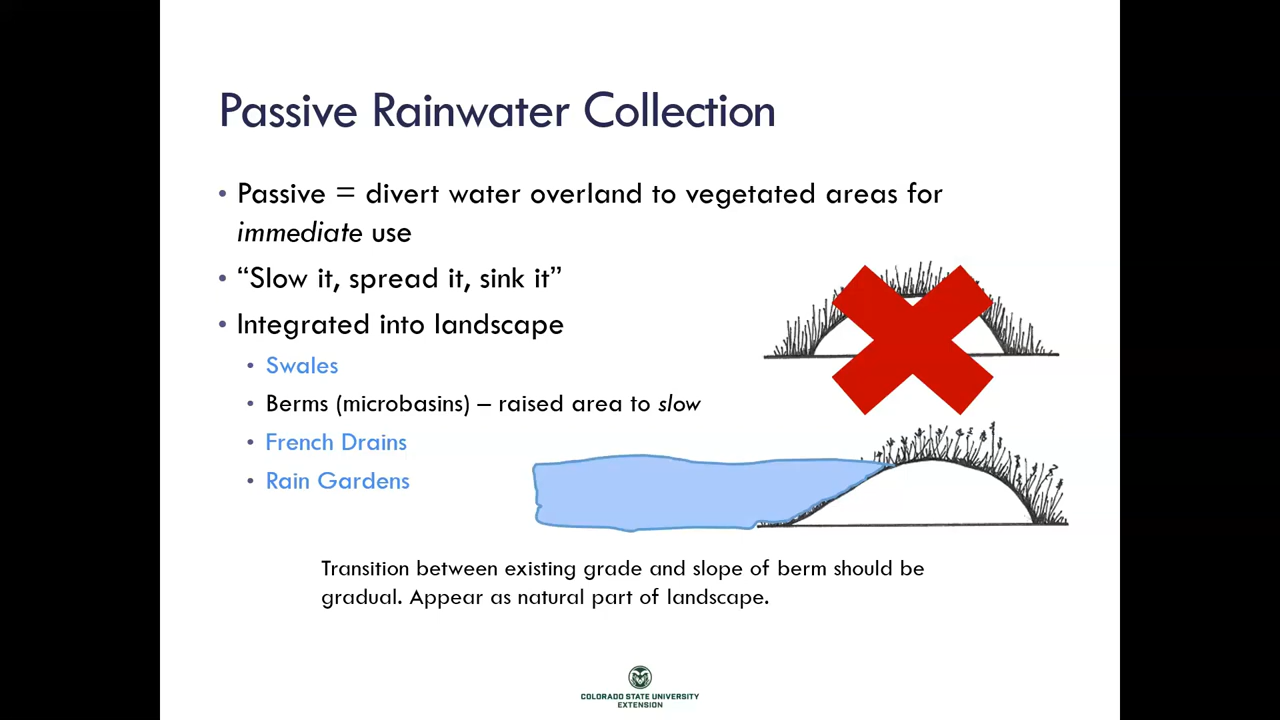 Passive Rainwater Collection
• Passive = divert water overland to vegetated areas for
immediate use
• “Slow it, spread it, sink it”
• Integrated into landscape
• Swales
• Berms (microbasins) – raised area to slow
• French Drains
• Rain Gardens
Transition between existing grade and slope of berm should be
gradual. Appear as natural part of landscape.
COLORADO STATE UNIVERSITY
EXTENSION